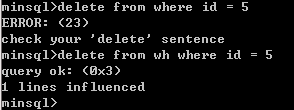 minsql>delete from where id = 5
ERROR: (23)
check your 'delete' sentence
minsql>delete from wh where id = 5
query ok: (0x3)
1 lines influenced
minsql>